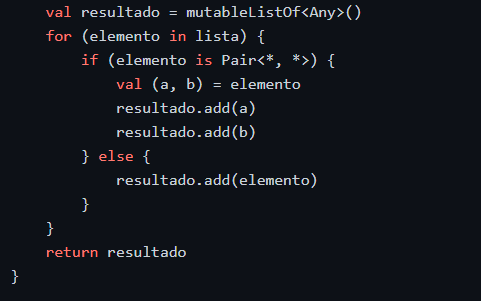 val resultado = mutableListOf<Any>()
for (elemento in lista) {
if (elemento is Pair<*, *>) {
val (a, b) = elemento
resultado.add(a)
resultado.add(b)
} else {
resultado.add(elemento)
}
}
return resultado
}